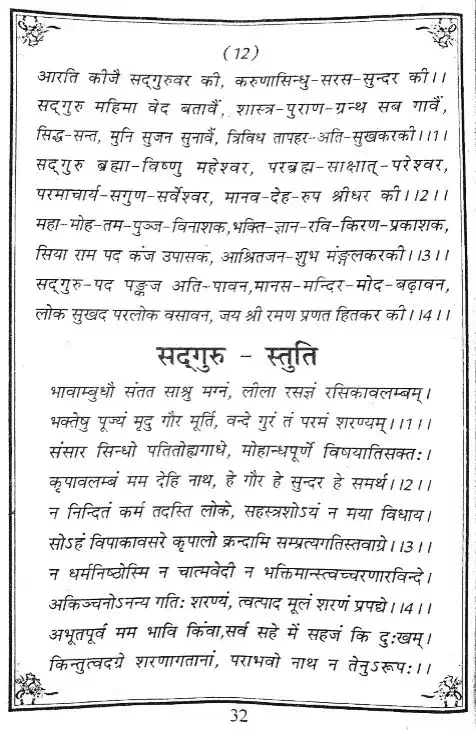 (12)
आरति कीजै सद्‌गुरुवर की, करुणासिन्धु-सरस-सुन्दर की।।
सद्‌गुरु महिमा वेद बतावैं, शास्त्र-पुराण-ग्रन्थ सब गावैं,
सिद्ध-सन्त, मुनि सुजन सुनावैं, त्रिविध तापहर-अति-सुखकरकी।।1।।
सद्‌गुरु ब्रह्मा-विष्णु महेश्वर, परब्रह्म-साक्षात्-परेश्वर,
परमाचार्य-सगुण-सर्वेश्वर, मानव-देह-रुप श्रीधर की।।2।।
महा-मोह-तम-पुञ्ज-विनाशक,भक्ति-ज्ञान-रवि-किरण-प्रकाशक,
सिया राम पद कंज उपासक, आश्रितजन-शुभ मंङ्गलकरकी।।3।।
सद्‌गुरु-पद पङ्कज अति-पावन,मानस-मन्दिर-मोद-बढ़ावन,
लोक सुखद परलोक वसावन, जय श्री रमण प्रणत हितकर की।।4।।
सद्‌गुरु - स्तुति
भावाम्बुधौ संतत साश्रु मग्नं, लीला रसज्ञं रसिकावलम्बम्।
भक्तेषु पूज्यं मृदु गौर मूर्ति, वन्दे गुरं तं परमं शरण्यम्।।1।।
संसार सिन्धो पतितोह्यगाधे, मोहान्धपूर्णे विषयातिसक्त:।
कृपावलम्बं मम देहि नाथ, हे गौर हे सुन्दर हे समर्थ।।2।।
न निन्दितं कर्म तदस्ति लोके, सहस्त्रशोऽयं न मया विधाय।
सोऽहं विपाकावसरे कृपालो क्रन्दामि सम्प्रत्यगतिस्तवाग्रे।।3।।
न धर्मनिष्ठोस्मि न चात्मवेदी न भक्तिमान्स्त्वच्चरणारविन्दे।
अकिञ्चनोऽनन्य गति: शरण्यं, त्वत्पाद मूलं शरणं प्रपद्ये।।4।।
अभूतपूर्व मम भावि किंवा,सर्व सहे में सहजं कि दु:खम्।
किन्तुत्वदग्रे शरणागतानां, पराभवो नाथ न तेनुऽरूप:।।
32